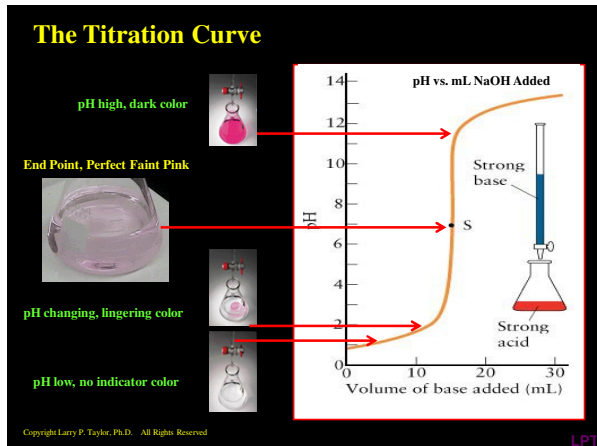 The Titration Curve
pH high, dark color
End Point, Perfect Faint Pink
pH changing, lingering color
pH low, no indicator color
pH vs. mL NaOH Added
14
12
10
8
6
4
2
0
pH
S
Strong
base
Strong
acid
0
10
20
30
Volume of base added (mL)
Copyright Larry P. Taylor, Ph.D. All Rights Reserved
LPT